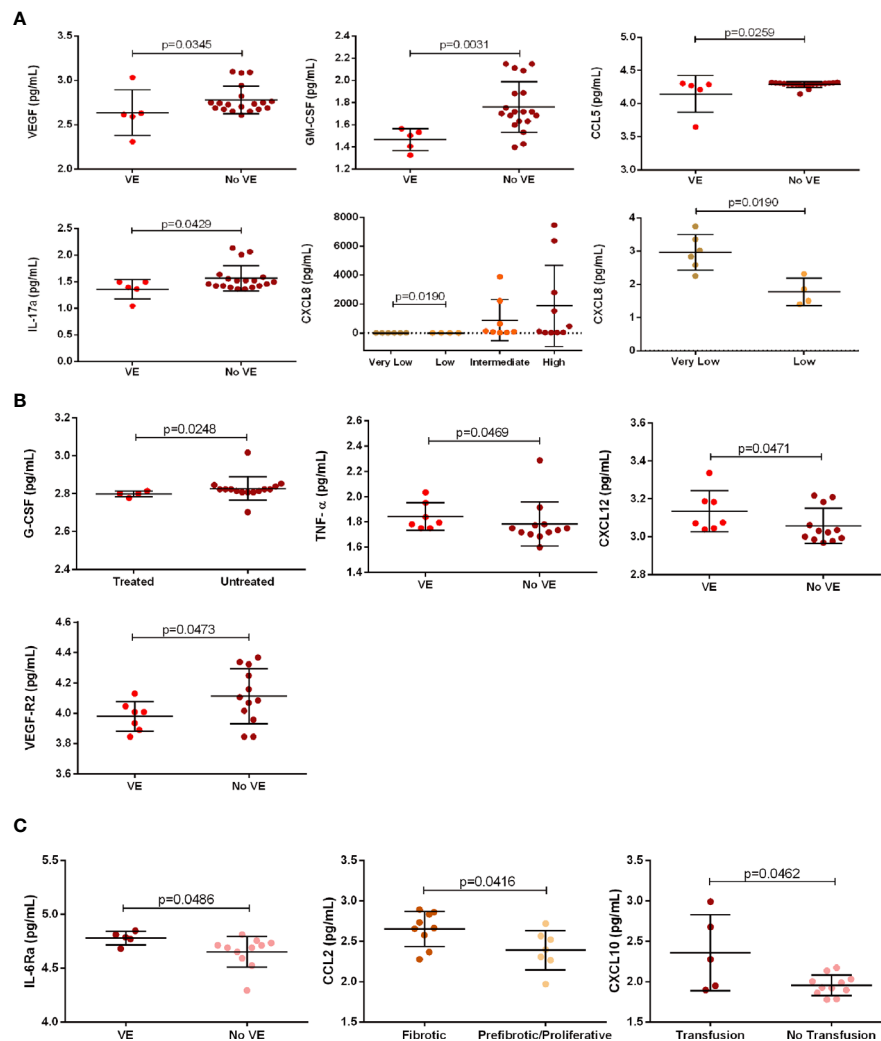 A
p=0.0345
VEGF (pg/mL)
3.5
3.0
2.5
2.0
VE
No VE
p=0.0031
GM-CSF (pg/mL)
2.4
2.2
2.0
1.8
1.6
1.4
1.2
VE
No VE
p=0.0259
CCL5 (pg/mL)
5.0
4.5
4.0
3.5
3.0
VE
No VE
p=0.0429
IL-17a (pg/mL)
2.5
2.0
1.5
1.0
0.5
0.0
VE
No VE
p=0.0190
CXCL8 (pg/mL)
8000
6000
4000
2000
0
Very Low
Low
Intermediate
High
p=0.0190
CXCL8 (pg/mL)
4
3
2
1
0
Very Low
Low
B
p=0.0248
G-CSF (pg/mL)
3.2
3.0
2.8
2.6
2.4
Treated
Untreated
p=0.0469
TNF- α (pg/mL)
2.6
2.4
2.2
2.0
1.8
1.6
1.4
VE
No VE
p=0.0471
CXCL12 (pg/mL)
3.6
3.4
3.2
3.0
2.8
VE
No VE
p=0.0473
VEGF-R2 (pg/mL)
4.6
4.4
4.2
4.0
3.8
3.6
VE
No VE
C
p=0.0486
IL-6Ra (pg/mL)
5.5
5.0
4.5
4.0
VE
No VE
p=0.0416
CCL2 (pg/mL)
3.5
3.0
2.5
2.0
1.5
Fibrotic
Prefibrotic/Proliferative
p=0.0462
CXCL10 (pg/mL)
3.5
3.0
2.5
2.0
1.5
Transfusion
No Transfusion